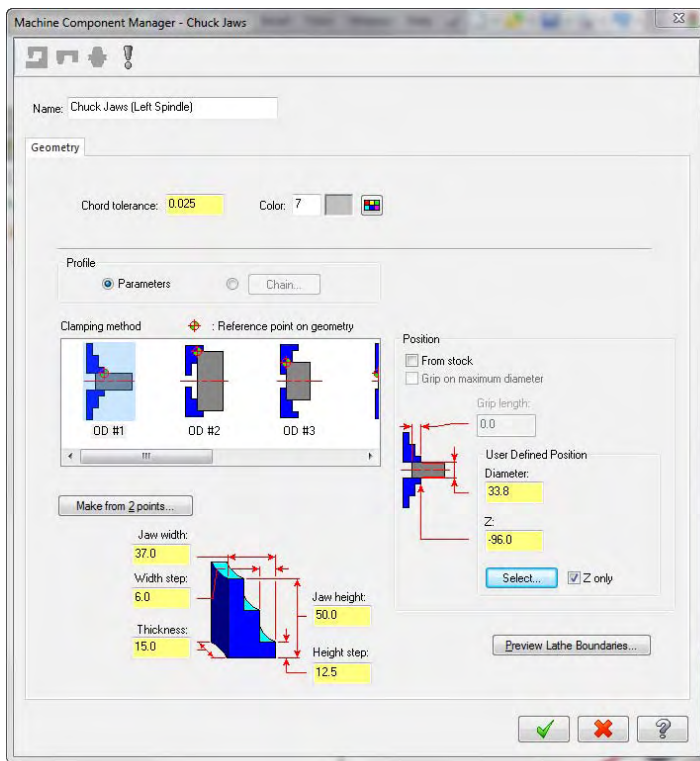 Machine Component Manager - Chuck Jaws
Name: Chuck Jaws (Left Spindle)
Geometry
Chord tolerance: 0.025 Color: 7
Profile
Parameters Chain...
Clamping method : Reference point on geometry
OD #1 OD #2 OD #3
Position
From stock
Grip on maximum diameter
Grip length:
0.0
User Defined Position
Diameter:
33.8
Z:
-96.0
Select... Z only
Make from 2 points...
Jaw width:
37.0
Width step:
6.0
Thickness:
15.0
Jaw height:
50.0
Height step:
12.5
Preview Lathe Boundaries...